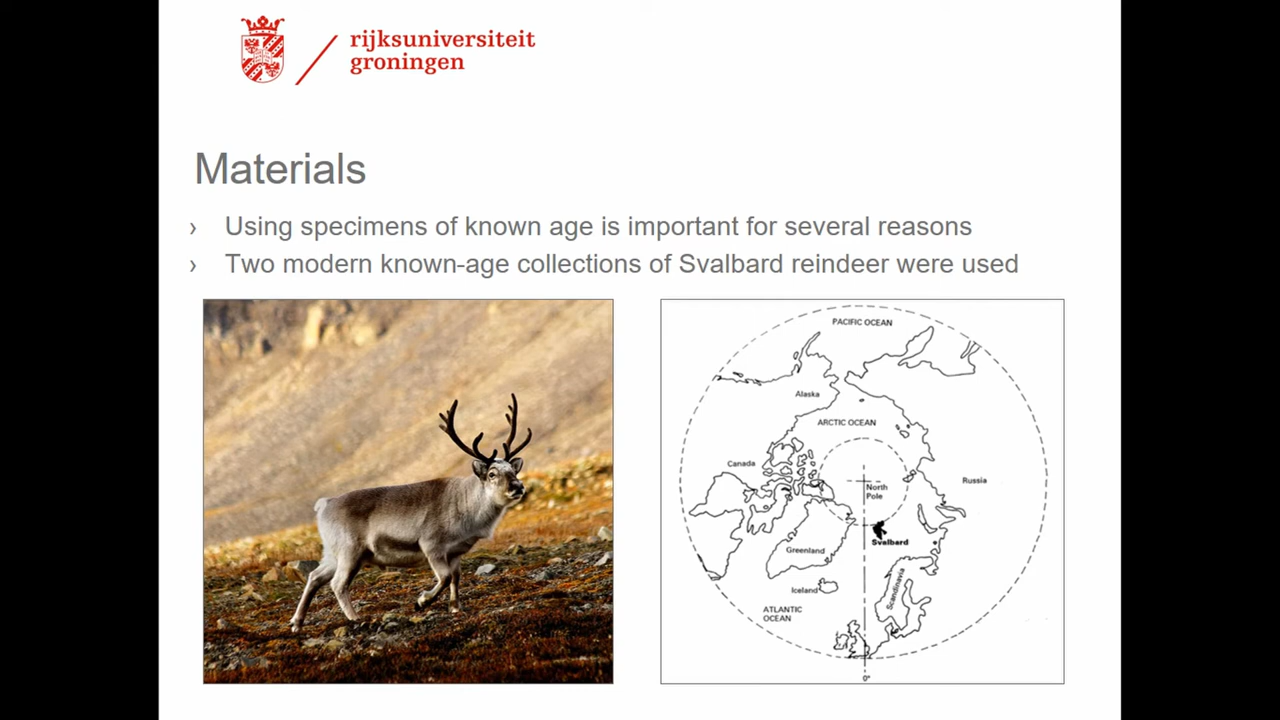 rijksuniversiteit
groningen
Materials
› Using specimens of known age is important for several reasons
› Two modern known-age collections of Svalbard reindeer were used
PACIFIC OCEAN
Alaska
ARCTIC OCEAN
Canada
Russia
North
Pole
Svalbard
Greenland
Scandinavia
Iceland
ATLANTIC
OCEAN
0°